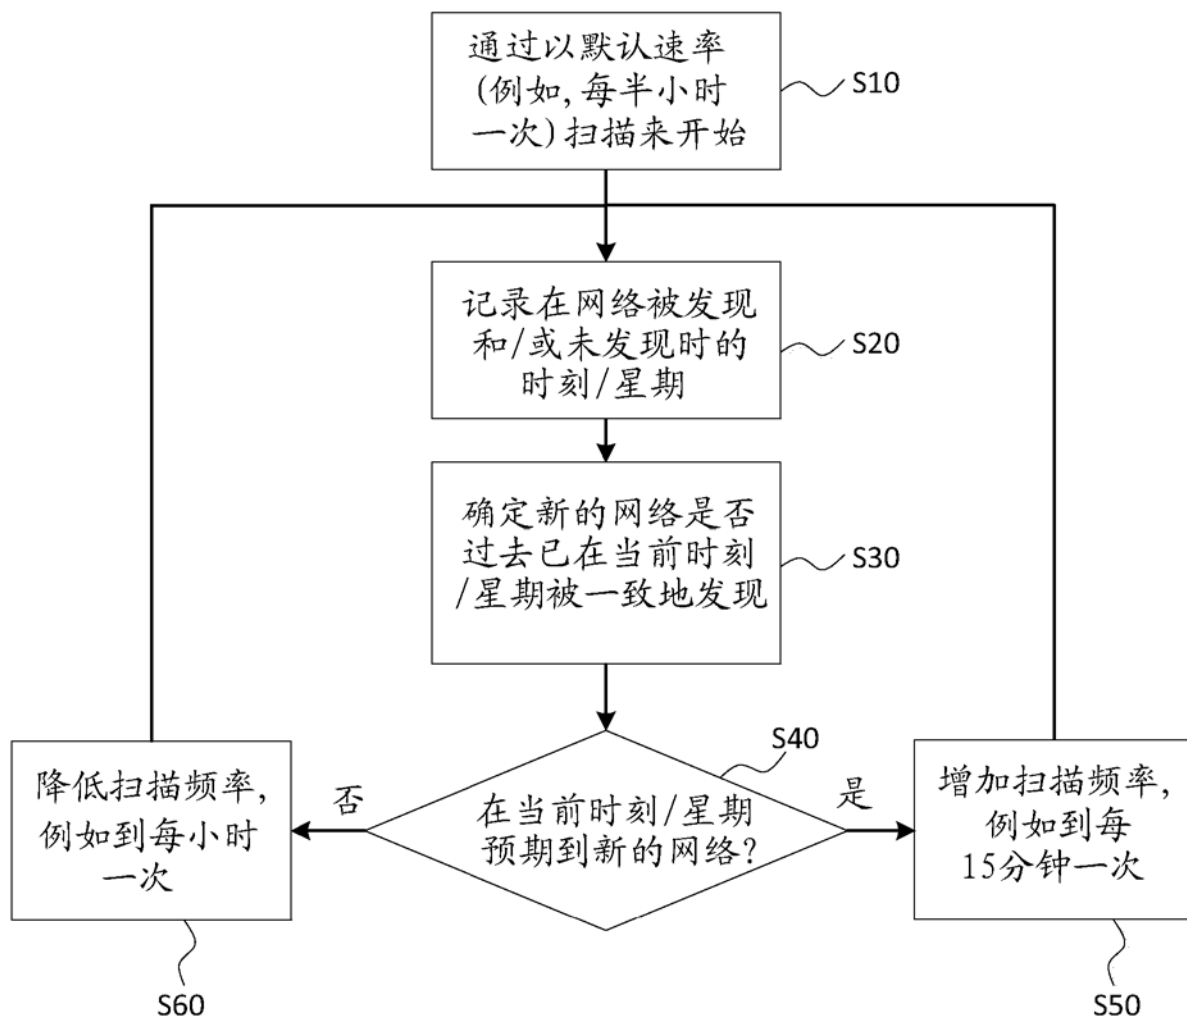 通过以默认速率
(例如,每半小时
一次)扫描来开始
S10
记录在网络被发现
和/或未发现时的
时刻/星期
S20
确定新的网络是否
过去已在当前时刻
/星期被一致地发现
S30
S40
在当前时刻/星期
预期到新的网络?
否
是
降低扫描频率,
例如到每小时
一次
S60
增加扫描频率,
例如到每
15分钟一次
S50